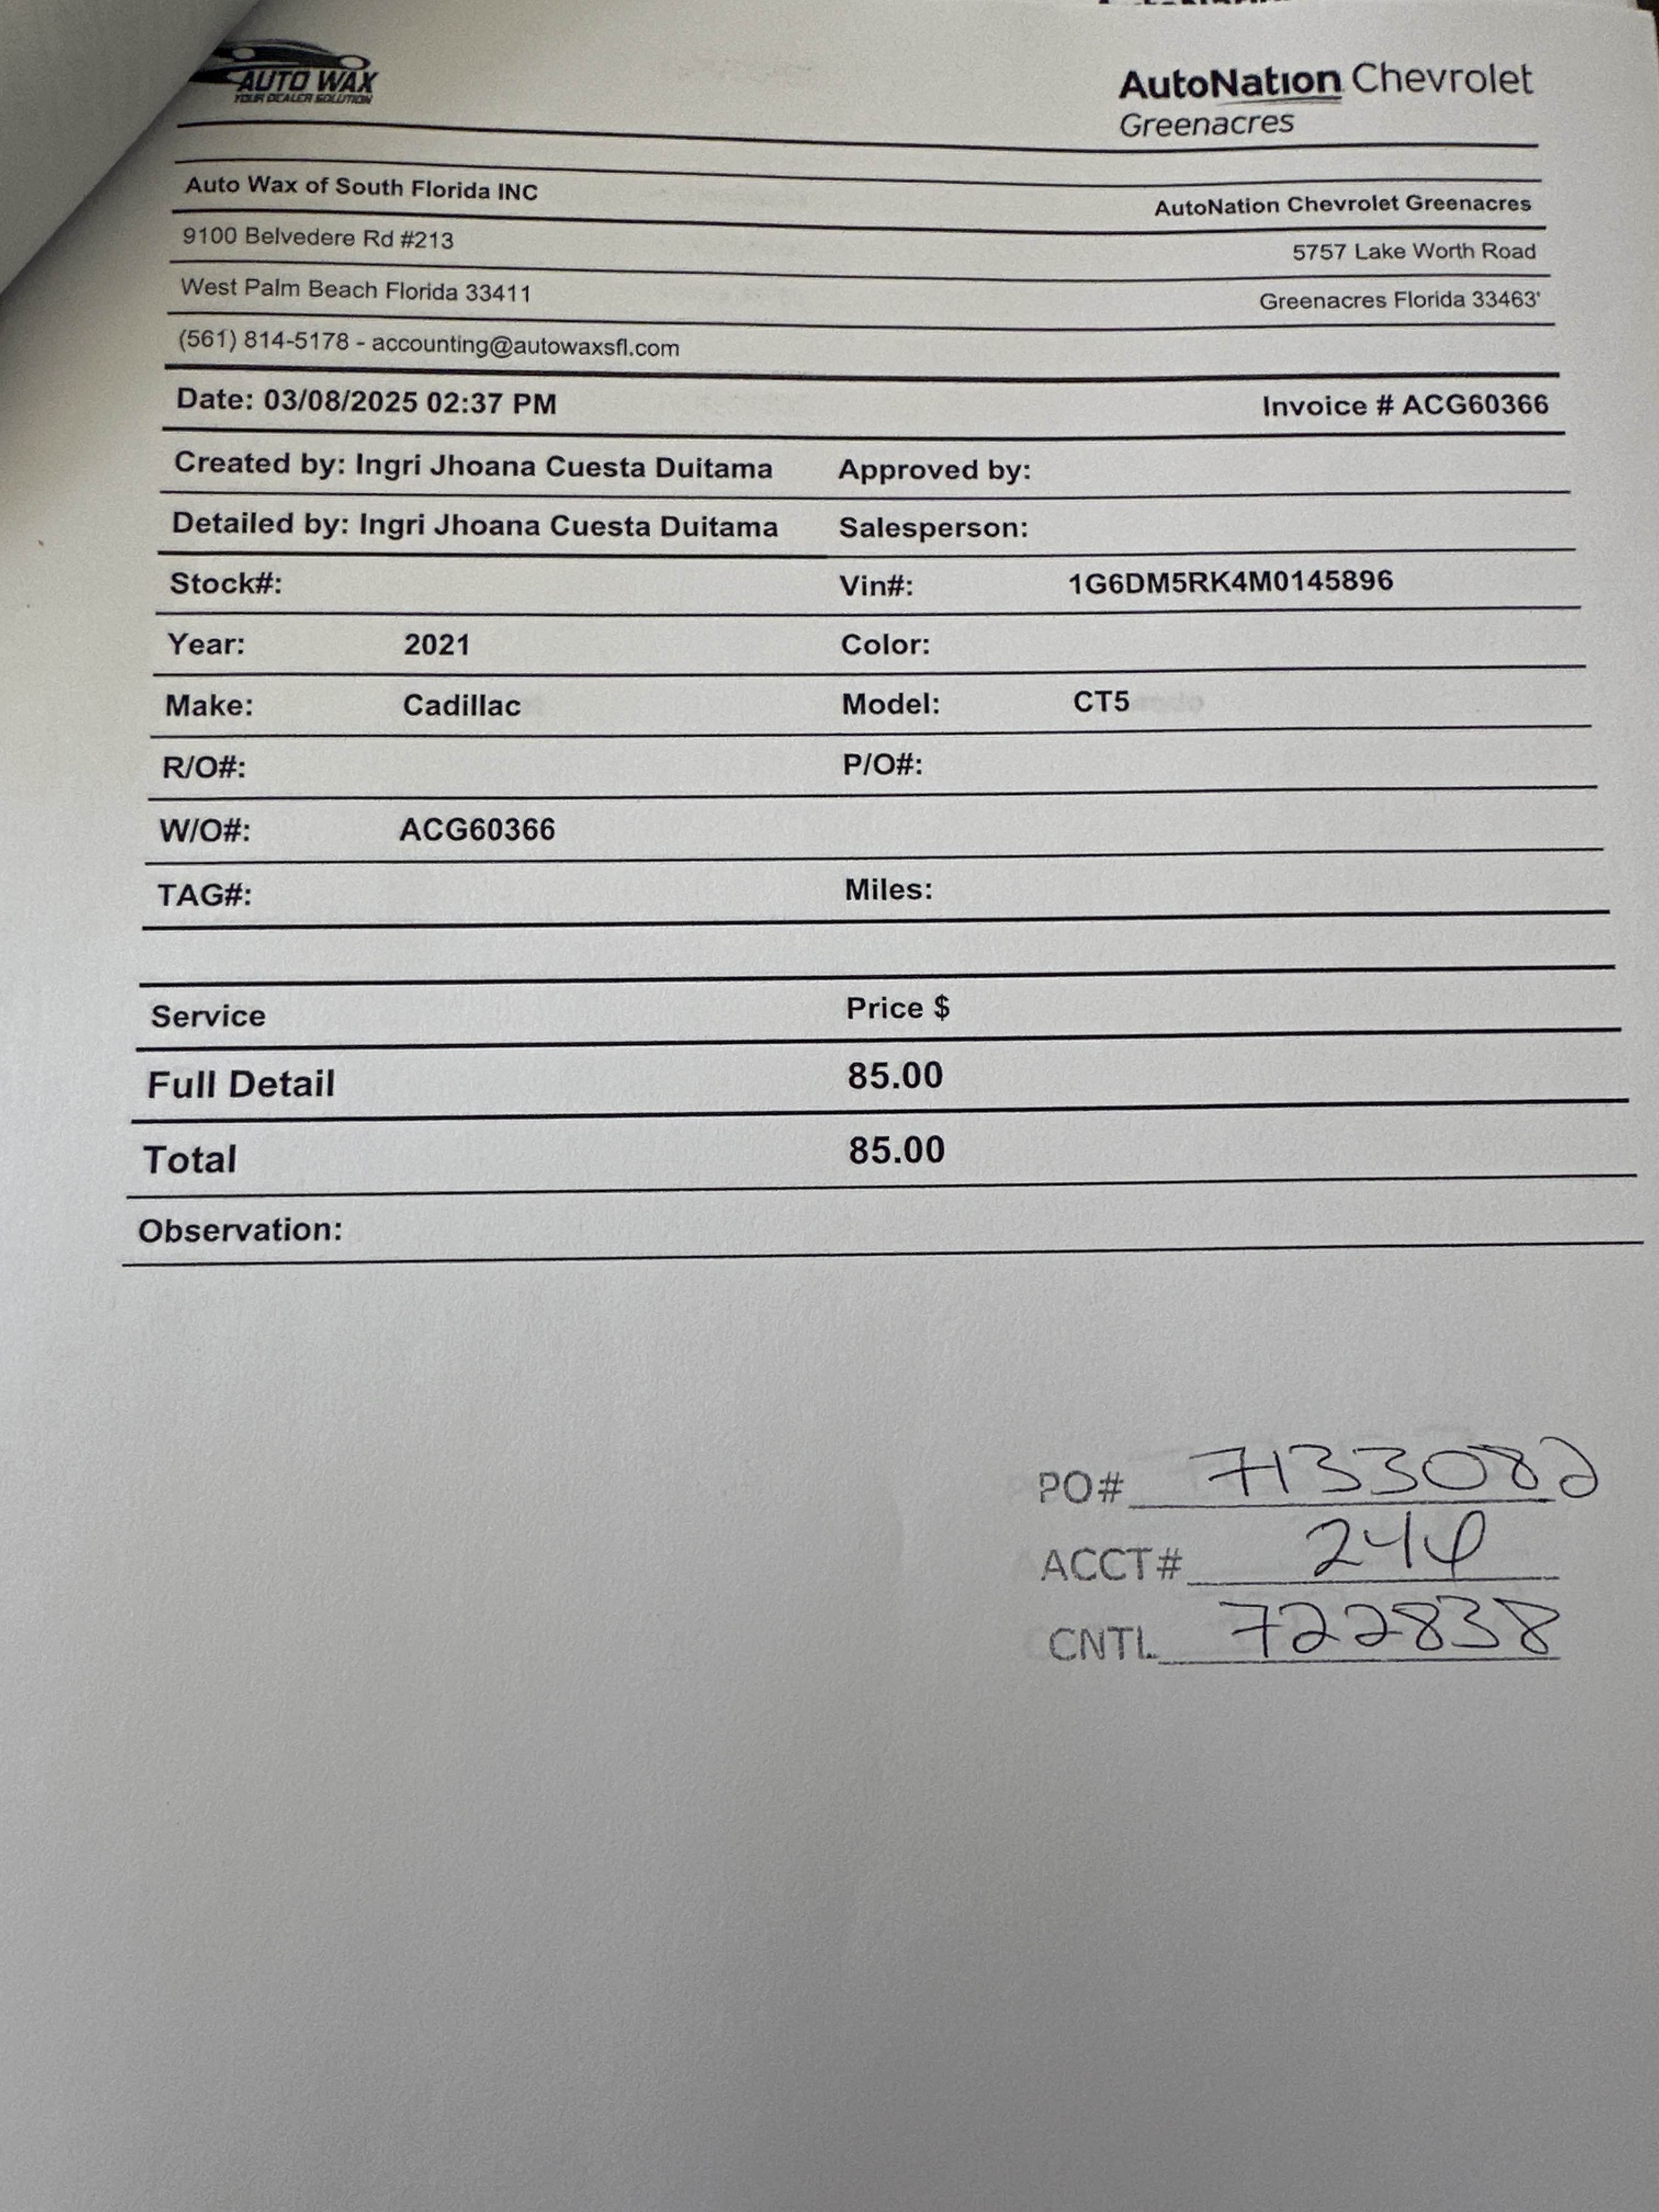 AUTO WAX
YOUR DEALER SOLUTION
AutoNation Chevrolet
Greenacres
Auto Wax of South Florida INC
AutoNation Chevrolet Greenacres
9100 Belvedere Rd #213
5757 Lake Worth Road
West Palm Beach Florida 33411
Greenacres Florida 33463'
(561) 814-5178 - accounting@autowaxsfl.com
Date: 03/08/2025 02:37 PM Invoice # ACG60366
Created by: Ingri Jhoana Cuesta Duitama Approved by:
Detailed by: Ingri Jhoana Cuesta Duitama Salesperson:
Stock#: Vin#: 1G6DM5RK4M0145896
Year: 2021 Color:
Make: Cadillac Model: CT5
R/O#: P/O#:
W/O#: ACG60366
TAG#: Miles:
Service Price $
Full Detail 85.00
Total 85.00
Observation:
PO# 7133082
ACCT#
CNTL 722838